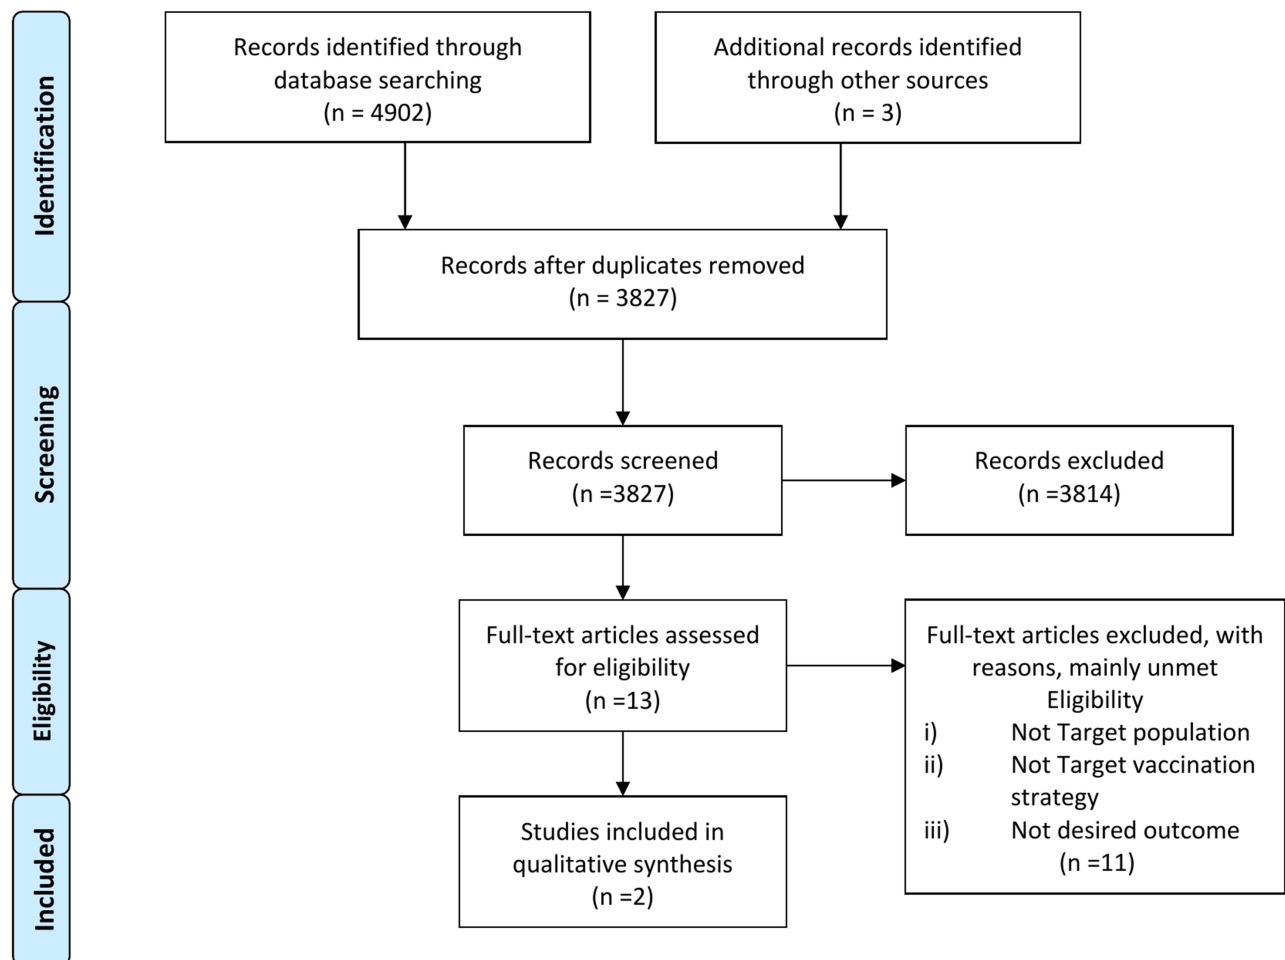 Identification
Records identified through
database searching
(n = 4902)
Additional records identified
through other sources
(n = 3)
Records after duplicates removed
(n = 3827)
Screening
Records screened
(n =3827)
Records excluded
(n =3814)
Eligibility
Full-text articles assessed
for eligibility
(n =13)
Full-text articles excluded, with
reasons, mainly unmet
Eligibility
i) Not Target population
ii) Not Target vaccination
strategy
iii) Not desired outcome
(n =11)
Included
Studies included in
qualitative synthesis
(n =2)